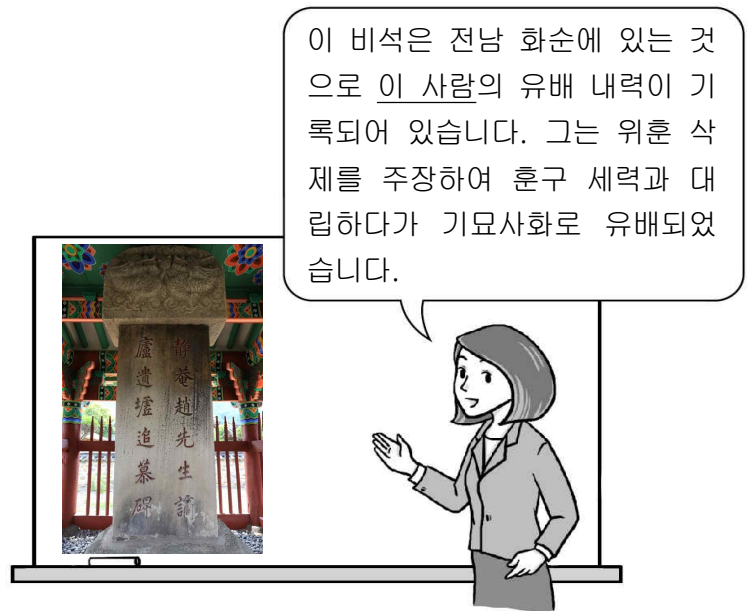 이 비석은 전남 화순에 있는 것
으로 이 사람의 유배 내력이 기
록되어 있습니다. 그는 위훈 삭
제를 주장하여 훈구 세력과 대
립하다가 기묘사화로 유배되었
습니다.
靜菴趙先生謫
廬遺墟追慕碑